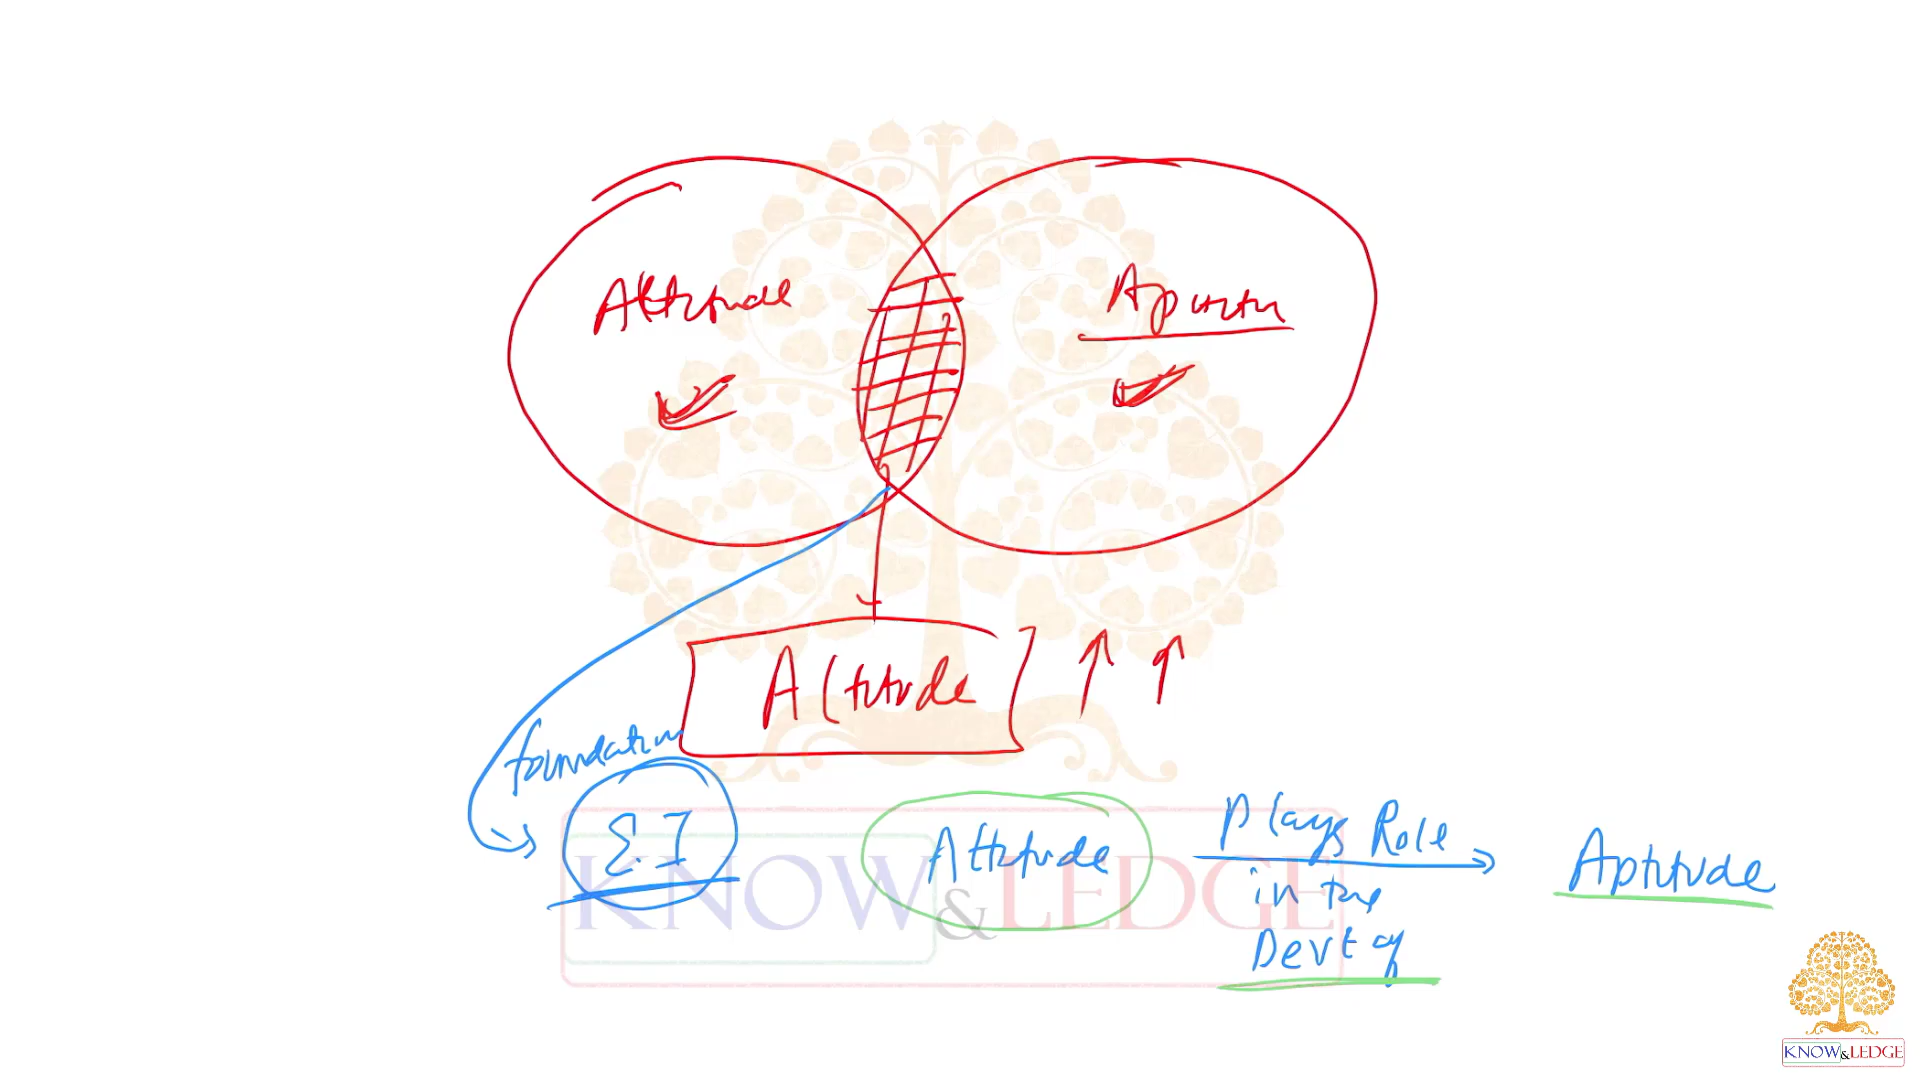 Attitude
Aptitude
Altitude
foundation
E.I
Attitude
Plays Role
in the
Devt of
Aptitude
KNOW&LEDGE
KNOW&LEDGE